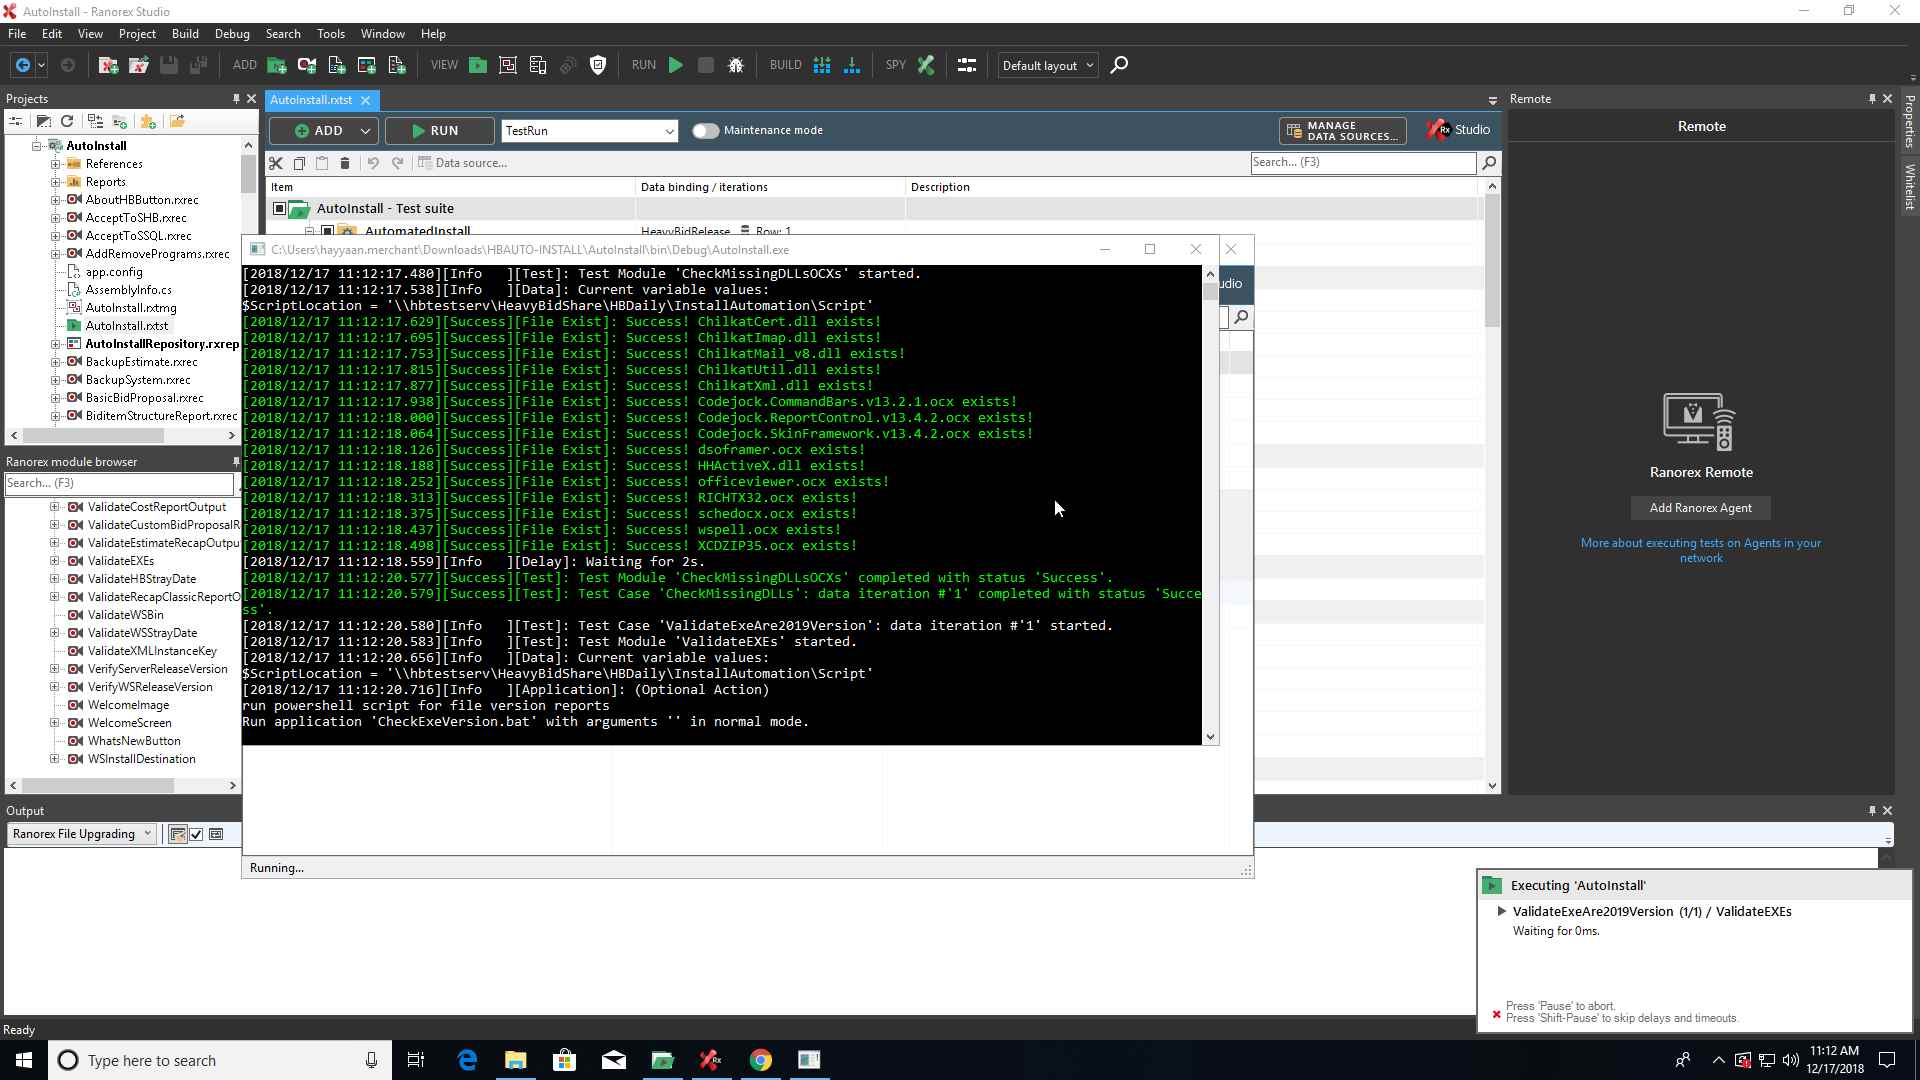 AutoInstall - Ranorex Studio
File Edit View Project Build Debug Search Tools Window Help
ADD VIEW RUN BUILD SPY Default layout
Projects
AutoInstall
References
Reports
AboutHBButton.rxrec
AcceptToSHB.rxrec
AcceptToSSQL.rxrec
AddRemovePrograms.rxrec
app.config
AssemblyInfo.cs
AutoInstall.rxtmg
AutoInstall.rxtst
AutoInstallRepository.rxrep
BackupEstimate.rxrec
BackupSystem.rxrec
BasicBidProposal.rxrec
BiditemStructureReport.rxrec
Ranorex module browser
Search... (F3)
ValidateCostReportOutput
ValidateCustomBidProposalR
ValidateEstimateRecapOutpu
ValidateEXEs
ValidateHBStrayDate
ValidateRecapClassicReportO
ValidateWSBin
ValidateWSStrayDate
ValidateXMLInstanceKey
VerifyServerReleaseVersion
VerifyWSReleaseVersion
WelcomeImage
WelcomeScreen
WhatsNewButton
WSInstallDestination
AutoInstall.rxtst
ADD RUN TestRun Maintenance mode
MANAGE
DATA SOURCES...
Rx Studio
Data source...
Search... (F3)
Item Data binding / iterations Description
AutoInstall - Test suite
AutomatedInstall HeavyBidRelease Row: 1
udio
C:\Users\hayyaan.merchant\Downloads\HBAUTO-INSTALL\AutoInstall\bin\Debug\AutoInstall.exe
[2018/12/17 11:12:17.480][Info   ][Test]: Test Module 'CheckMissingDLLsOCXs' started.
[2018/12/17 11:12:17.538][Info   ][Data]: Current variable values:
$ScriptLocation = '\\hbtestserv\HeavyBidShare\HBDaily\InstallAutomation\Script'
[2018/12/17 11:12:17.629][Success][File Exist]: Success! ChilkatCert.dll exists!
[2018/12/17 11:12:17.695][Success][File Exist]: Success! ChilkatImap.dll exists!
[2018/12/17 11:12:17.753][Success][File Exist]: Success! ChilkatMail_v8.dll exists!
[2018/12/17 11:12:17.815][Success][File Exist]: Success! ChilkatUtil.dll exists!
[2018/12/17 11:12:17.877][Success][File Exist]: Success! ChilkatXml.dll exists!
[2018/12/17 11:12:17.938][Success][File Exist]: Success! Codejock.CommandBars.v13.2.1.ocx exists!
[2018/12/17 11:12:18.000][Success][File Exist]: Success! Codejock.ReportControl.v13.4.2.ocx exists!
[2018/12/17 11:12:18.064][Success][File Exist]: Success! Codejock.SkinFramework.v13.4.2.ocx exists!
[2018/12/17 11:12:18.126][Success][File Exist]: Success! dsoframer.ocx exists!
[2018/12/17 11:12:18.188][Success][File Exist]: Success! HHActiveX.dll exists!
[2018/12/17 11:12:18.252][Success][File Exist]: Success! officeviewer.ocx exists!
[2018/12/17 11:12:18.313][Success][File Exist]: Success! RICHTX32.ocx exists!
[2018/12/17 11:12:18.375][Success][File Exist]: Success! schedocx.ocx exists!
[2018/12/17 11:12:18.437][Success][File Exist]: Success! wspell.ocx exists!
[2018/12/17 11:12:18.498][Success][File Exist]: Success! XCDZIP35.ocx exists!
[2018/12/17 11:12:18.559][Info   ][Delay]: Waiting for 2s.
[2018/12/17 11:12:20.577][Success][Test]: Test Module 'CheckMissingDLLsOCXs' completed with status 'Success'.
[2018/12/17 11:12:20.579][Success][Test]: Test Case 'CheckMissingDLLs': data iteration #'1' completed with status 'Succe
ss'.
[2018/12/17 11:12:20.580][Info   ][Test]: Test Case 'ValidateExeAre2019Version': data iteration #'1' started.
[2018/12/17 11:12:20.583][Info   ][Test]: Test Module 'ValidateEXEs' started.
[2018/12/17 11:12:20.656][Info   ][Data]: Current variable values:
$ScriptLocation = '\\hbtestserv\HeavyBidShare\HBDaily\InstallAutomation\Script'
[2018/12/17 11:12:20.716][Info   ][Application]: (Optional Action)
run powershell script for file version reports
Run application 'CheckExeVersion.bat' with arguments '' in normal mode.
Running...
Remote
Remote
Ranorex Remote
Add Ranorex Agent
More about executing tests on Agents in your
network
Properties
Whitelist
Output
Ranorex File Upgrading
Executing 'AutoInstall'
ValidateExeAre2019Version (1/1) / ValidateEXEs
Waiting for 0ms.
Press 'Pause' to abort.
Press 'Shift-Pause' to skip delays and timeouts.
Ready
Type here to search
11:12 AM
12/17/2018